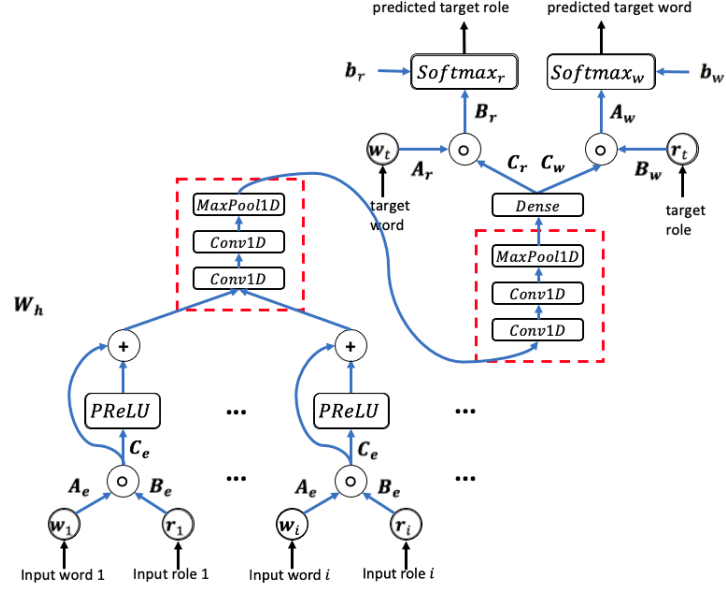 predicted target role
predicted target word
b_r
Softmax_r
Softmax_w
b_w
B_r
A_w
w_t
A_r
C_r
C_w
B_w
r_t
target
word
target
role
Dense
MaxPool1D
Conv1D
Conv1D
MaxPool1D
Conv1D
Conv1D
W_h
+
+
PReLU
...
PReLU
...
C_e
C_e
A_e
B_e
...
A_e
B_e
...
w_1
r_1
w_i
r_i
Input word 1
Input role 1
Input word i
Input role i